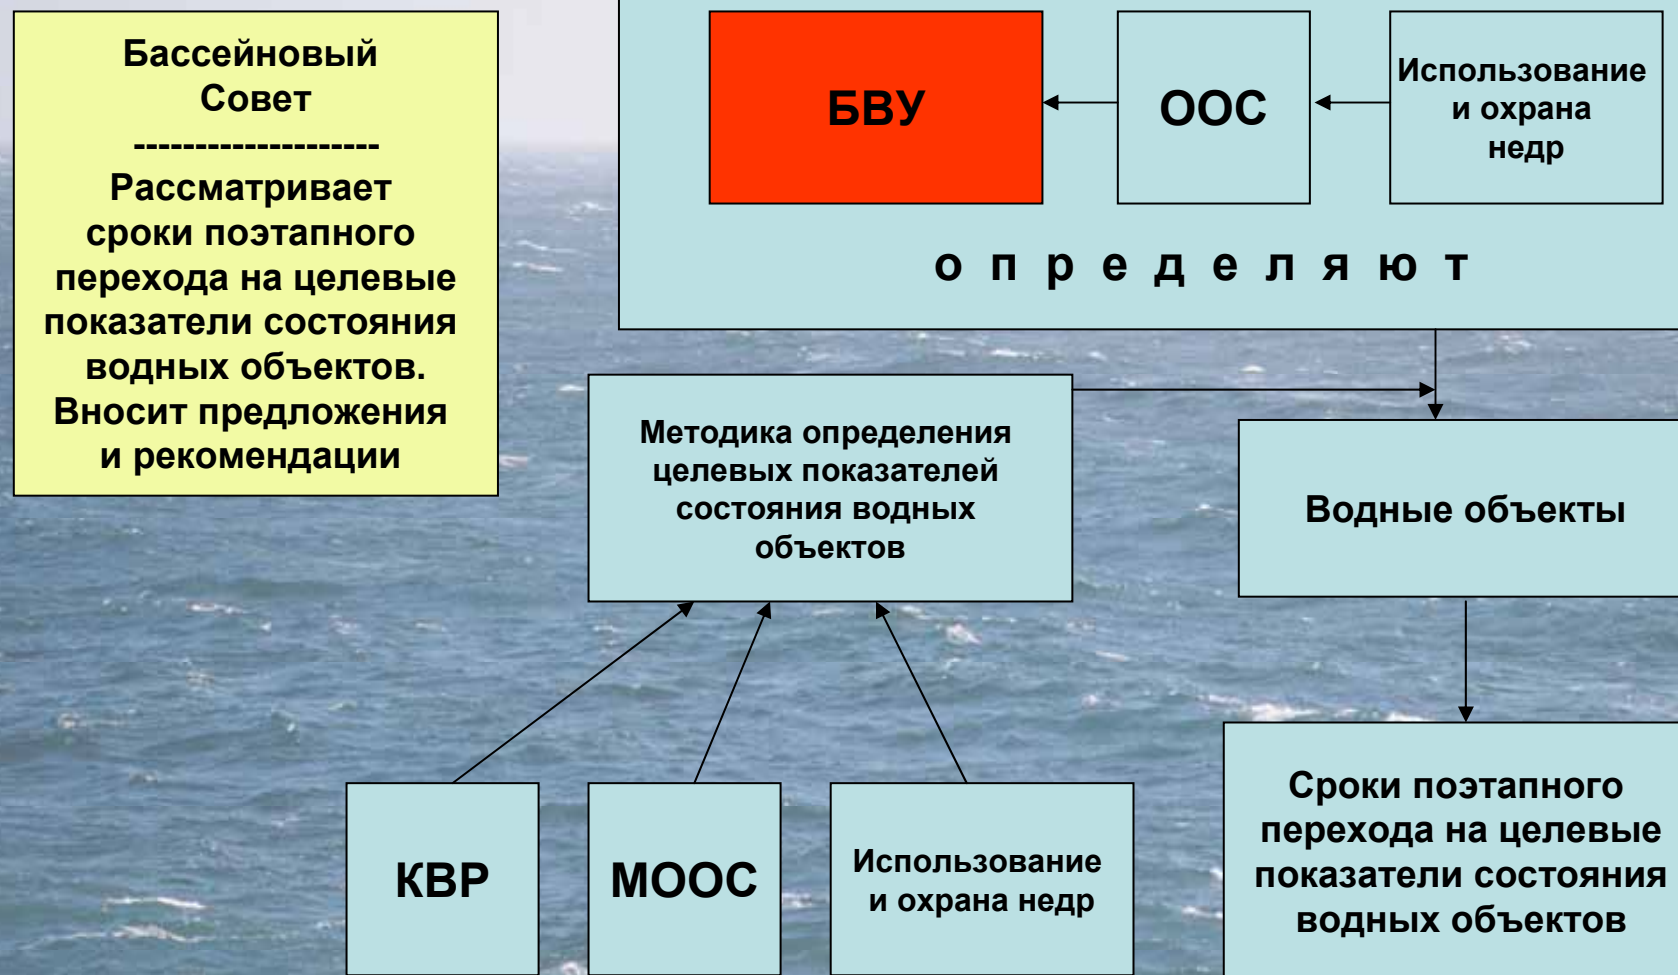 Бассейновый
Совет
--------------------
Рассматривает
сроки поэтапного
перехода на целевые
показатели состояния
водных объектов.
Вносит предложения
и рекомендации
БВУ
ООС
Использование
и охрана
недр
о п р е д е л я ю т
Методика определения
целевых показателей
состояния водных
объектов
Водные объекты
КВР
МООС
Использование
и охрана недр
Сроки поэтапного
перехода на целевые
показатели состояния
водных объектов